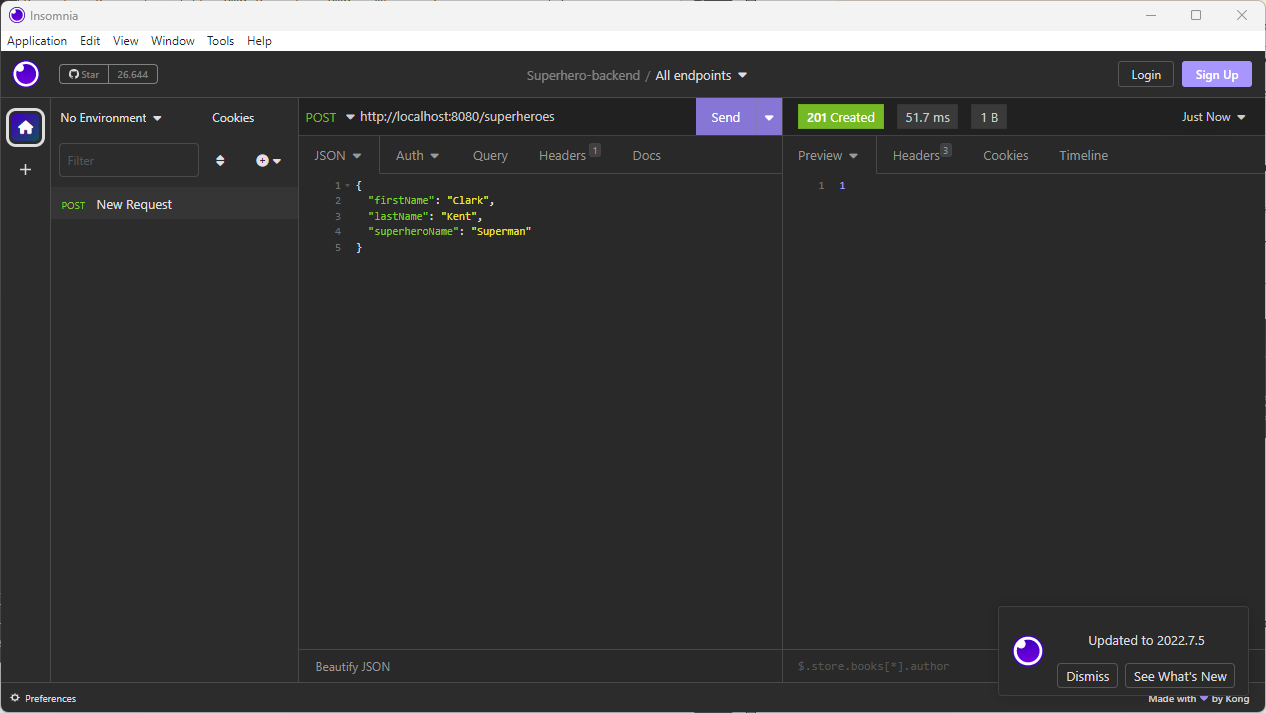 Insomnia
Application Edit View Window Tools Help
Star 26.644
Superhero-backend / All endpoints
Login Sign Up
No Environment Cookies
POST http://localhost:8080/superheroes Send
201 Created 51.7 ms 1 B Just Now
Filter
JSON Auth Query Headers 1 Docs
Preview Headers 3 Cookies Timeline
POST New Request
1 {
2 "firstName": "Clark",
3 "lastName": "Kent",
4 "superheroName": "Superman"
5 }
1 1
Updated to 2022.7.5
Dismiss See What's New
Beautify JSON
$.store.books[*].author
Preferences
Made with by Kong